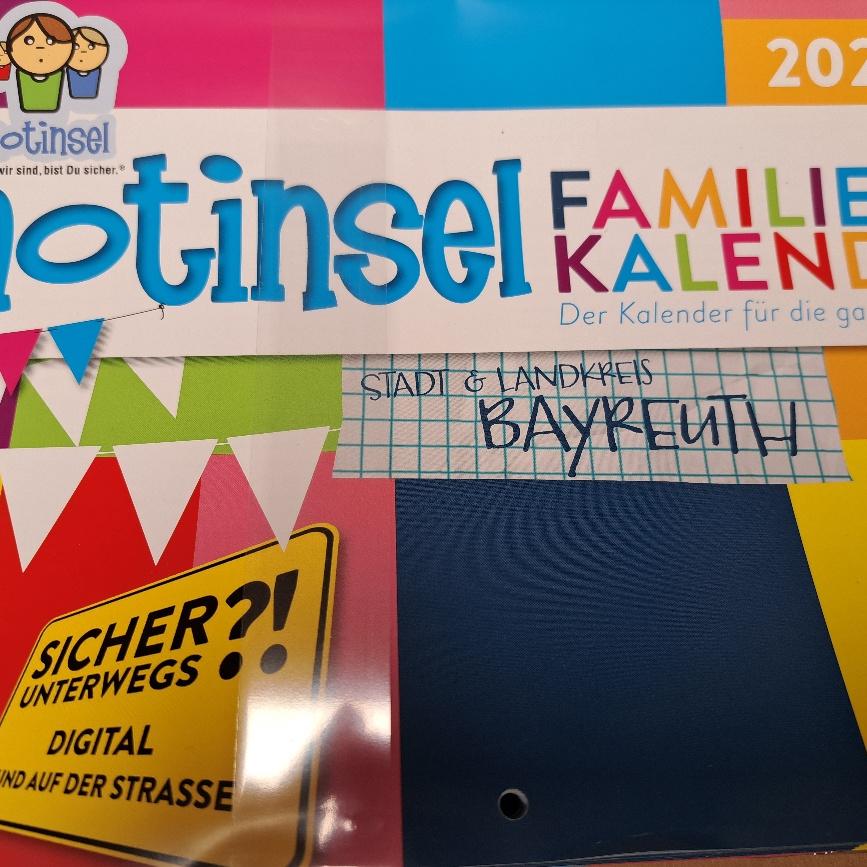 202
otinsel
wir sind, bist Du sicher.®
notinsel
FAMILIE
KALEND
Der Kalender für die ga
STADT & LANDKREIS
BAYREUTH
SICHER?!
UNTERWEGS
DIGITAL
UND AUF DER STRASSE